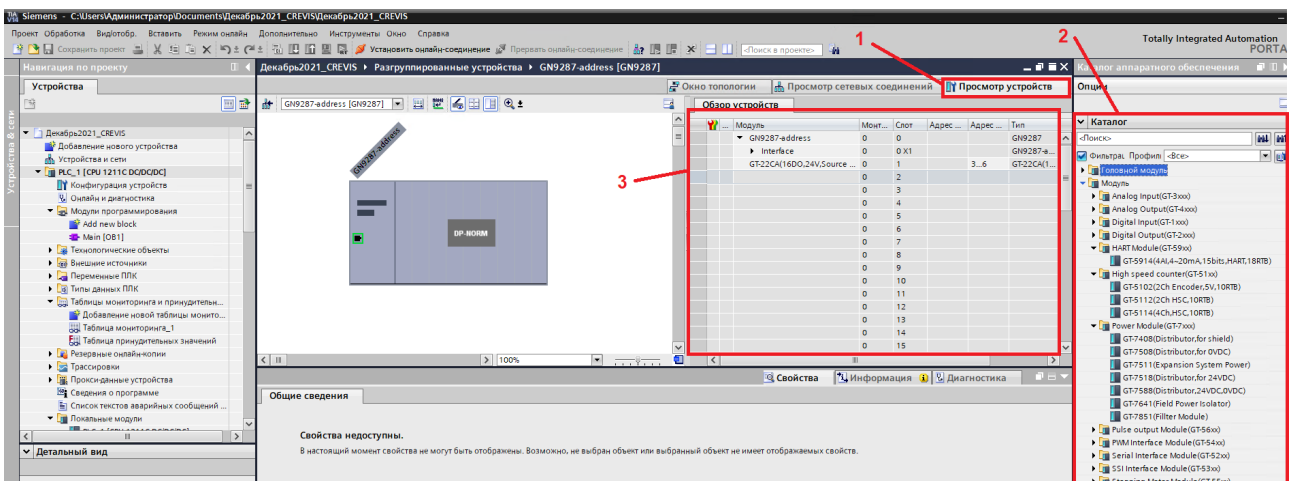 Siemens - C:\Users\Администратор\Documents\Декабрь2021_CREVIS\Декабрь2021_CREVIS
Проект Обработка Вид/отобр. Вставить Режим онлайн Дополнительно Инструменты Окно Справка
Totally Integrated Automation
PORTA
Сохранить проект
Установить онлайн-соединение
Прервать онлайн-соединение
<Поиск в проекте>
1
2
3
Навигация по проекту
Декабрь2021_CREVIS
Разгруппированные устройства
GN9287-address [GN9287]
Каталог аппаратного обеспечения
Устройства
Окно топологии
Просмотр сетевых соединений
Просмотр устройств
Опции
Устройства & сети
Декабрь2021_CREVIS
Добавление нового устройства
Устройства и сети
PLC_1 [CPU 1211C DC/DC/DC]
Конфигурация устройств
Онлайн и диагностика
Модули программирования
Add new block
Main [OB1]
Технологические объекты
Внешние источники
Переменные ПЛК
Типы данных ПЛК
Таблицы мониторинга и принудительн...
Добавление новой таблицы монито...
Таблица мониторинга_1
Таблица принудительных значений
Резервные онлайн-копии
Трассировки
Прокси-данные устройства
Сведения о программе
Список текстов аварийных сообщений ...
Локальные модули
Детальный вид
GN9287-address [GN9287]
GN9287-address
DP-NORM
100%
Обзор устройств
... Модуль Монт... Слот Адрес ... Адрес ... Тип
GN9287-address 0 0 GN9287
Interface 0 0 X1 GN9287-a...
GT-22CA(16DO,24V,Source ... 0 1 3...6 GT-22CA(1...
0 2
0 3
0 4
0 5
0 6
0 7
0 8
0 9
0 10
0 11
0 12
0 13
0 14
0 15
Свойства
Информация
Диагностика
Общие сведения
Свойства недоступны.
В настоящий момент свойства не могут быть отображены. Возможно, не выбран объект или выбранный объект не имеет отображаемых свойств.
Каталог
<Поиск>
Фильтрац Профиль <Все>
Головной модуль
Модуль
Analog Input(GT-3xxx)
Analog Output(GT-4xxx)
Digital Input(GT-1xxx)
Digital Output(GT-2xxx)
HART Module(GT-59xx)
GT-5914(4AI,4~20mA,15bits,HART,18RTB)
High speed counter(GT-51xx)
GT-5102(2Ch Encoder,5V,10RTB)
GT-5112(2Ch HSC,10RTB)
GT-5114(4Ch,HSC,10RTB)
Power Module(GT-7xxx)
GT-7408(Distributor,for shield)
GT-7508(Distributor,for 0VDC)
GT-7511(Expansion System Power)
GT-7518(Distributor,for 24VDC)
GT-7588(Distributor,24VDC,0VDC)
GT-7641(Field Power Isolator)
GT-7851(Fillter Module)
Pulse output Module(GT-56xx)
PWM Interface Module(GT-54xx)
Serial Interface Module(GT-52xx)
SSI Interface Module(GT-53xx)